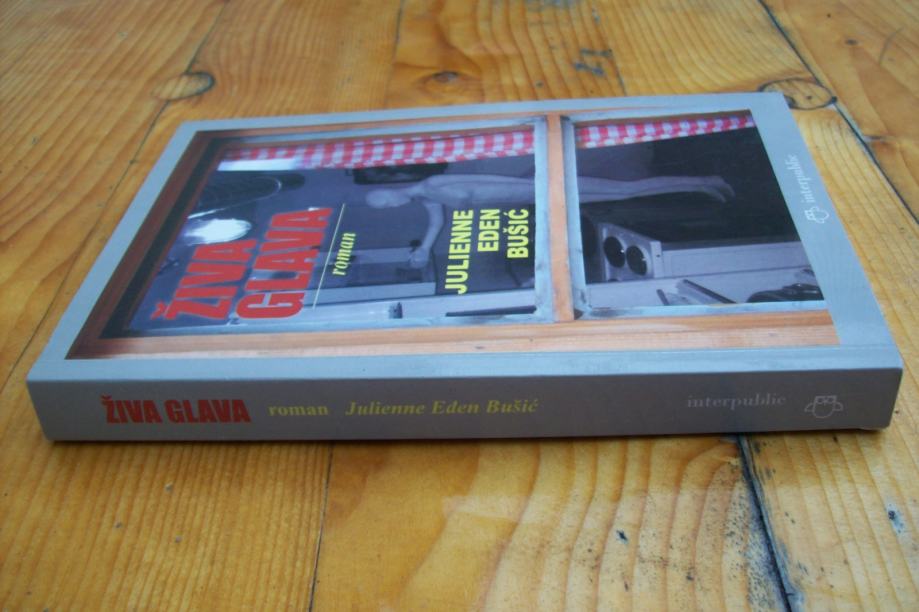 ŽIVA
GLAVA
roman
JULIENNE
EDEN
BUŠIĆ
interpublic
ŽIVA GLAVA roman Julienne Eden Bušić interpublic